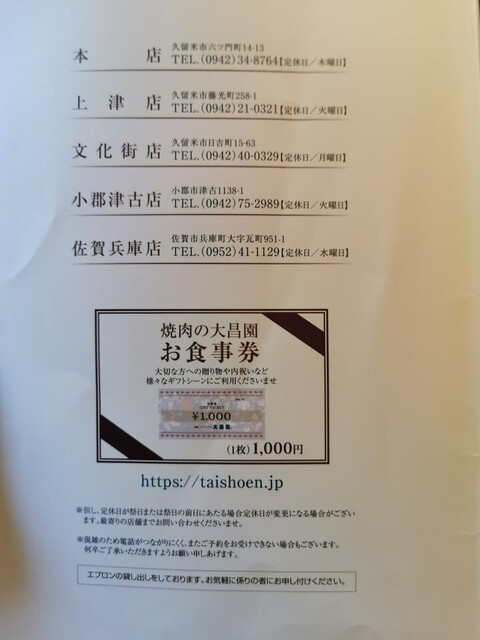 本店
久留米市六ツ門町14-13
TEL.(0942)34-8764【定休日／木曜日】
上津店
久留米市藤光町258-1
TEL.(0942)21-0321【定休日／火曜日】
文化街店
久留米市日吉町15-63
TEL.(0942)40-0329【定休日／月曜日】
小郡津古店
小郡市津古1138-1
TEL.(0942)75-2989【定休日／火曜日】
佐賀兵庫店
佐賀市兵庫町大字瓦町951-1
TEL.(0952)41-1129【定休日／水曜日】
焼肉の大昌園
お食事券
大切な方への贈り物や内祝いなど
様々なギフトシーンにご利用くださいませ
GIFT TICKET
¥1,000
大昌園
(1枚) 1,000円
https://taishoen.jp
※但し、定休日が祭日または祭日の前日にあたる場合定休日が変更になる場合がござい
ます。最寄りの店舗までお問い合わせくださいませ。
※混雑のため電話がつながりにくく、またご予約をお受けできない場合もございます。
何卒ご了承いただきますようお願い申しあげます。
エプロンの貸し出しをしております。お気軽に係りの者にお申し付けください。